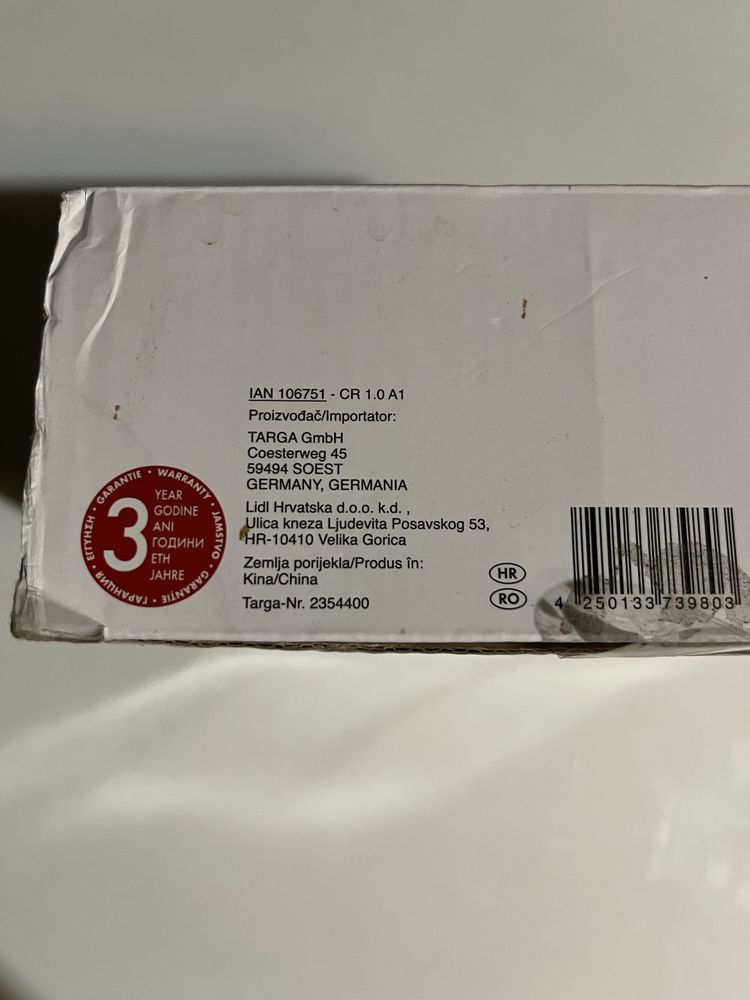 IAN 106751 - CR 1.0 A1
Proizvođač/Importator:
TARGA GmbH
Coesterweg 45
59494 SOEST
GERMANY, GERMANIA
Lidl Hrvatska d.o.o. k.d. ,
Ulica kneza Ljudevita Posavskog 53,
HR-10410 Velika Gorica
Zemlja porijekla/Produs în:
Kina/China
Targa-Nr. 2354400
HR
RO
4 250133 739803
• GARANTIE • WARRANTY • JAMSTVO • GARANȚIE • ГАРАНЦИЯ • ΕΓΓΥΗΣΗ
3
YEAR
GODINE
ANI
ГОДИНИ
ΕΤΗ
JAHRE